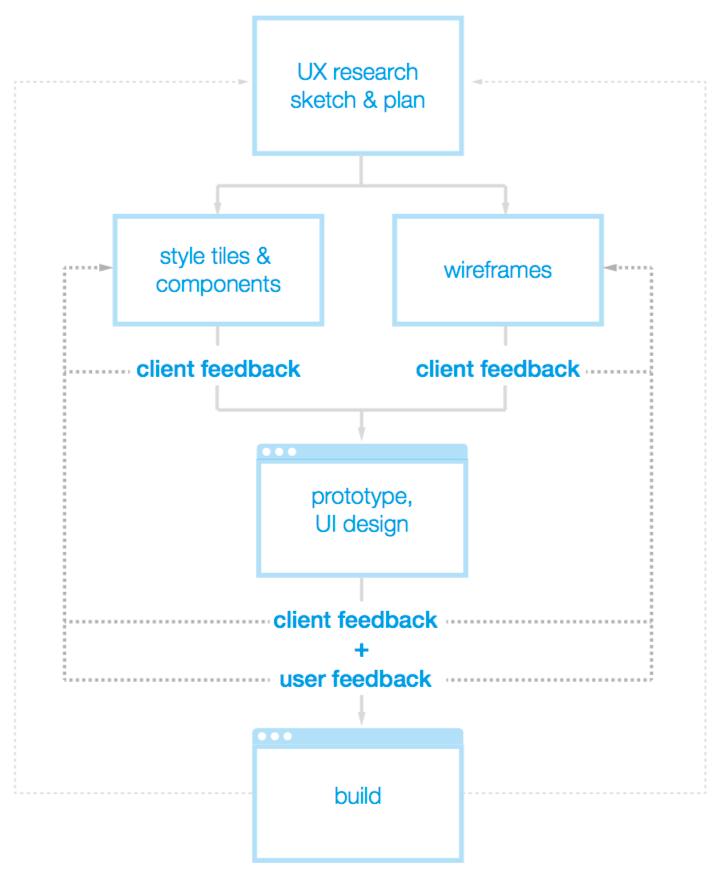 UX research
sketch & plan
style tiles &
components
wireframes
client feedback
client feedback
prototype,
UI design
client feedback
+
user feedback
build